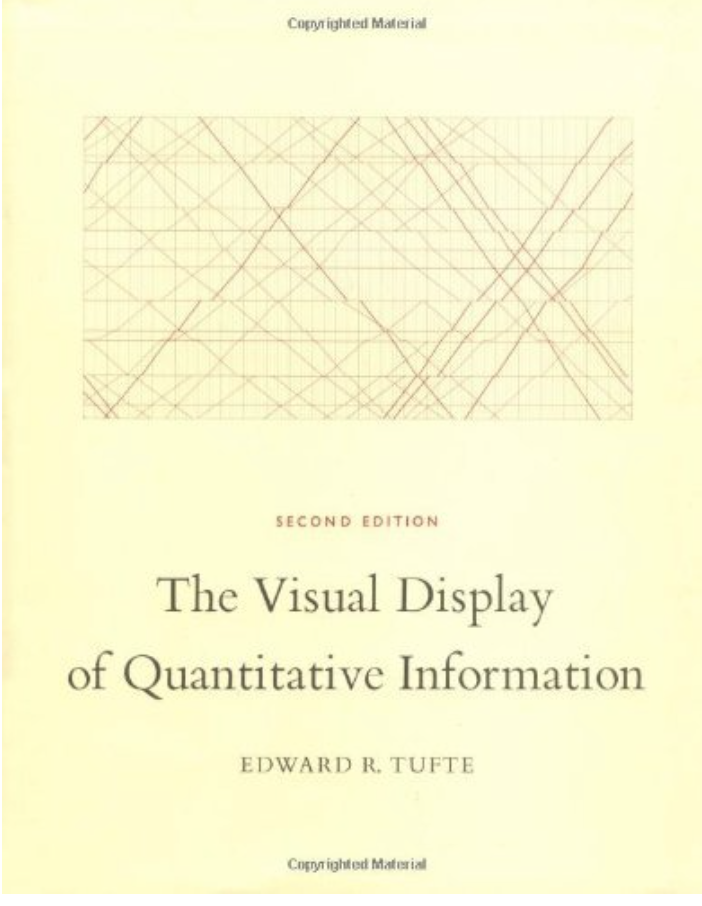 Copyrighted Material
SECOND EDITION
The Visual Display
of Quantitative Information
EDWARD R. TUFTE
Copyrighted Material